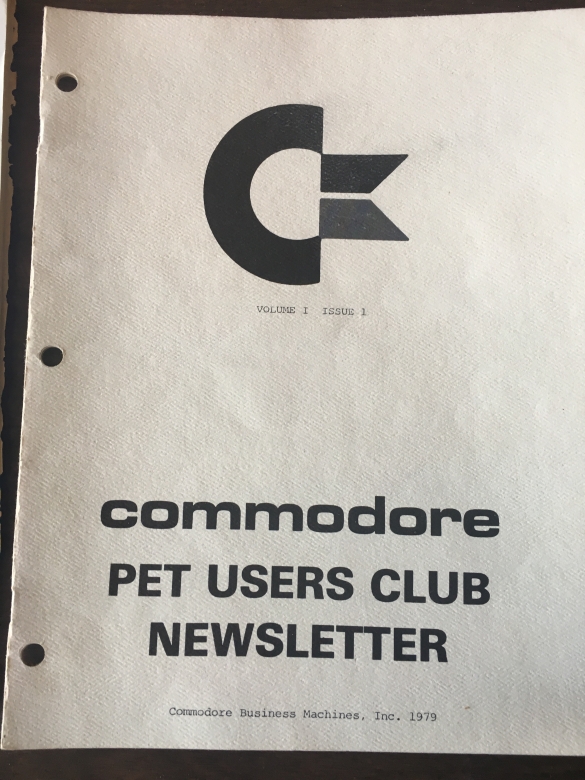 VOLUME I ISSUE 1
commodore
PET USERS CLUB
NEWSLETTER
Commodore Business Machines, Inc. 1979